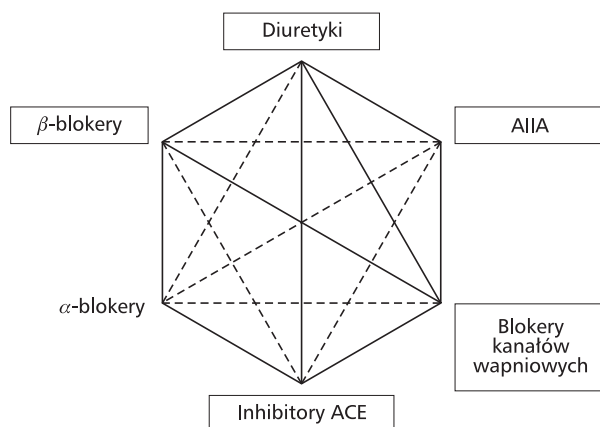 Diuretyki
β-blokery
AIIA
α-blokery
Blokery
kanałów
wapniowych
Inhibitory ACE